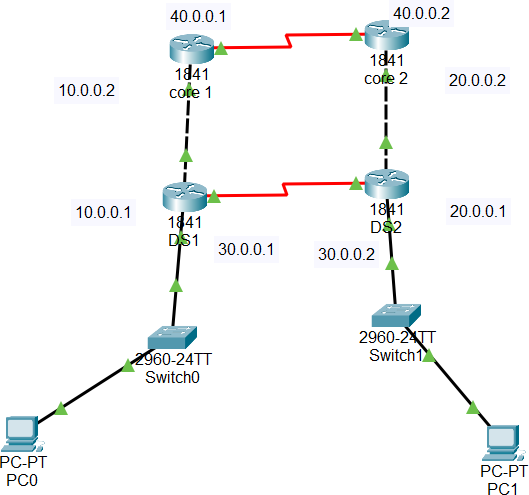 40.0.0.1
40.0.0.2
1841
core 1
1841
core 2
10.0.0.2
20.0.0.2
10.0.0.1
1841
DS1
1841
DS2
20.0.0.1
30.0.0.1
30.0.0.2
2960-24TT
Switch0
2960-24TT
Switch1
PC-PT
PC0
PC-PT
PC1